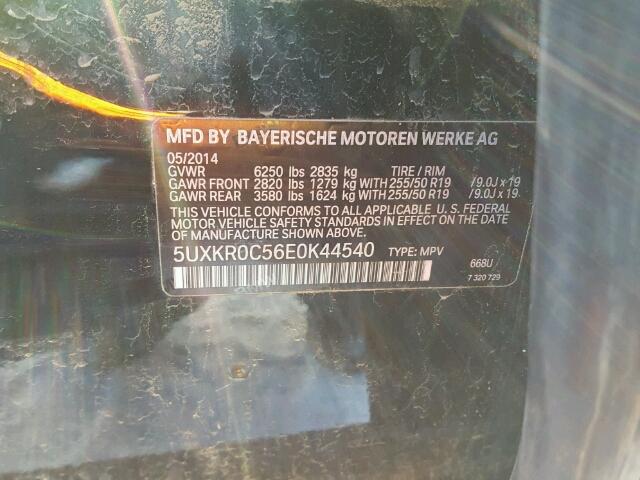 MFD BY BAYERISCHE MOTOREN WERKE AG
05/2014
GVWR 6250 lbs 2835 kg TIRE / RIM
GAWR FRONT 2820 lbs 1279 kg WITH 255/50 R19 /9.0J x 19
GAWR REAR 3580 lbs 1624 kg WITH 255/50 R19 /9.0J x 19
THIS VEHICLE CONFORMS TO ALL APPLICABLE U. S. FEDERAL
MOTOR VEHICLE SAFETY STANDARDS IN EFFECT ON THE DATE
OF MANUFACTURE SHOWN ABOVE.
5UXKR0C56E0K44540 TYPE: MPV
668U
7 320 729